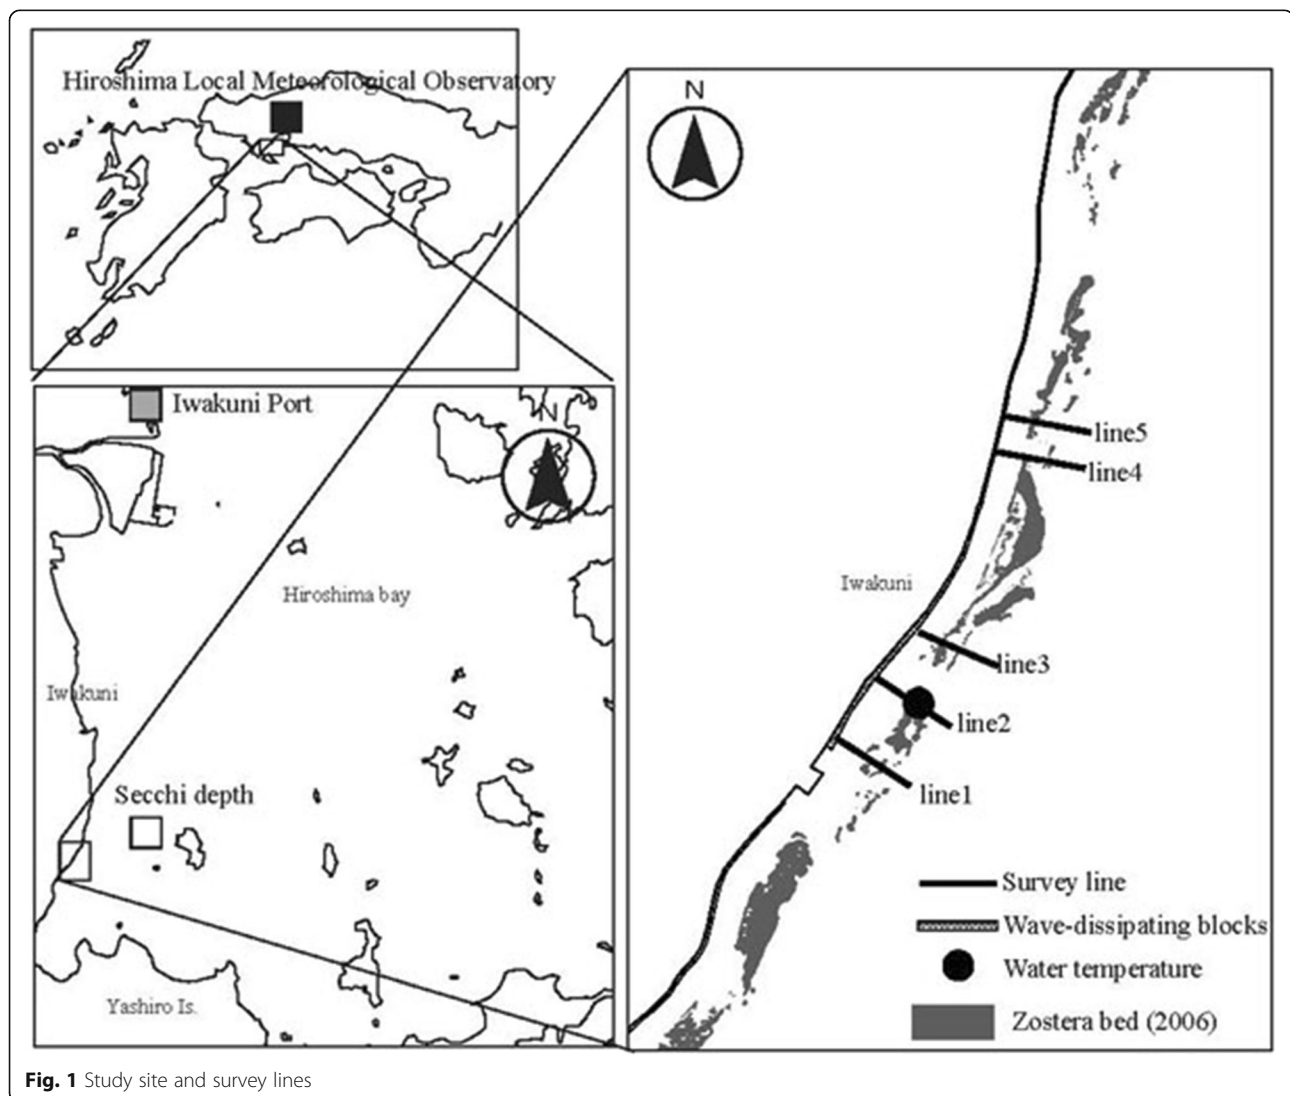 Hiroshima Local Meteorological Observatory
N
Iwakuni Port
N
Hiroshima bay
Iwakuni
Secchi depth
Yashiro Is.
line5
line4
Iwakuni
line3
line2
line1
Survey line
Wave-dissipating blocks
Water temperature
Zostera bed (2006)
Fig. 1 Study site and survey lines